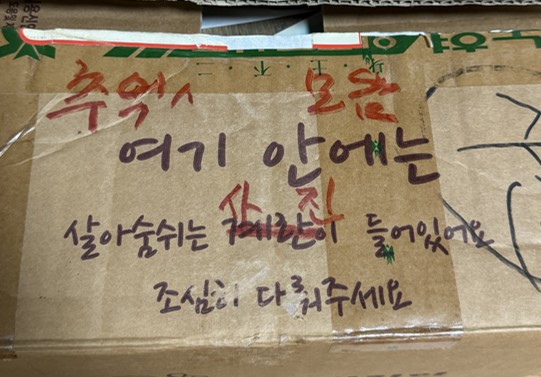 추억 모음
여기 안에는
사진
살아숨쉬는 계란이 들어있어요
조심히 다뤄주세요